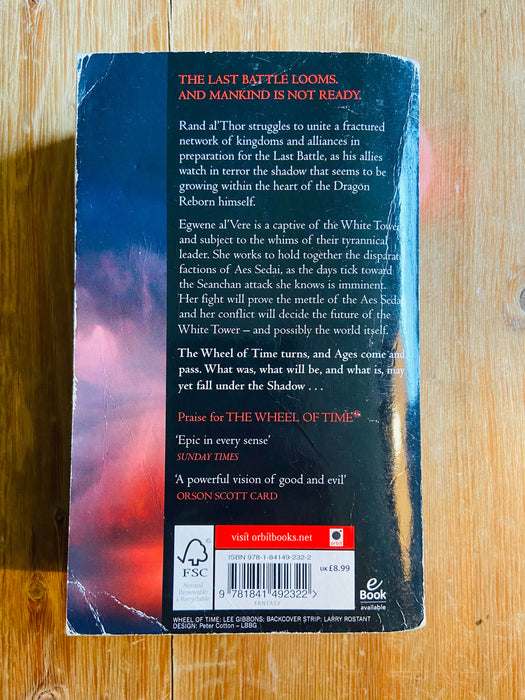 THE LAST BATTLE LOOMS.
AND MANKIND IS NOT READY.
Rand al'Thor struggles to unite a fractured
network of kingdoms and alliances in
preparation for the Last Battle, as his allies
watch in terror the shadow that seems to be
growing within the heart of the Dragon
Reborn himself.
Egwene al'Vere is a captive of the White Tower
and subject to the whims of their tyrannical
leader. She works to hold together the disparate
factions of Aes Sedai, as the days tick toward
the Seanchan attack she knows is imminent.
Her fight will prove the mettle of the Aes Sedai
and her conflict will decide the future of the
White Tower – and possibly the world itself.
The Wheel of Time turns, and Ages come and
pass. What was, what will be, and what is, may
yet fall under the Shadow . . .
Praise for THE WHEEL OF TIME®
'Epic in every sense'
SUNDAY TIMES
'A powerful vision of good and evil'
ORSON SCOTT CARD
visit orbitbooks.net
orbit
FSC
Natural
Renewable
& Recyclable
ISBN 978-1-84149-232-2
9 781841 492322 >
FANTASY
UK £8.99
eBook
available
WHEEL OF TIME: LEE GIBBONS: BACKCOVER STRIP: LARRY ROSTANT
DESIGN: Peter Cotton – LBBG